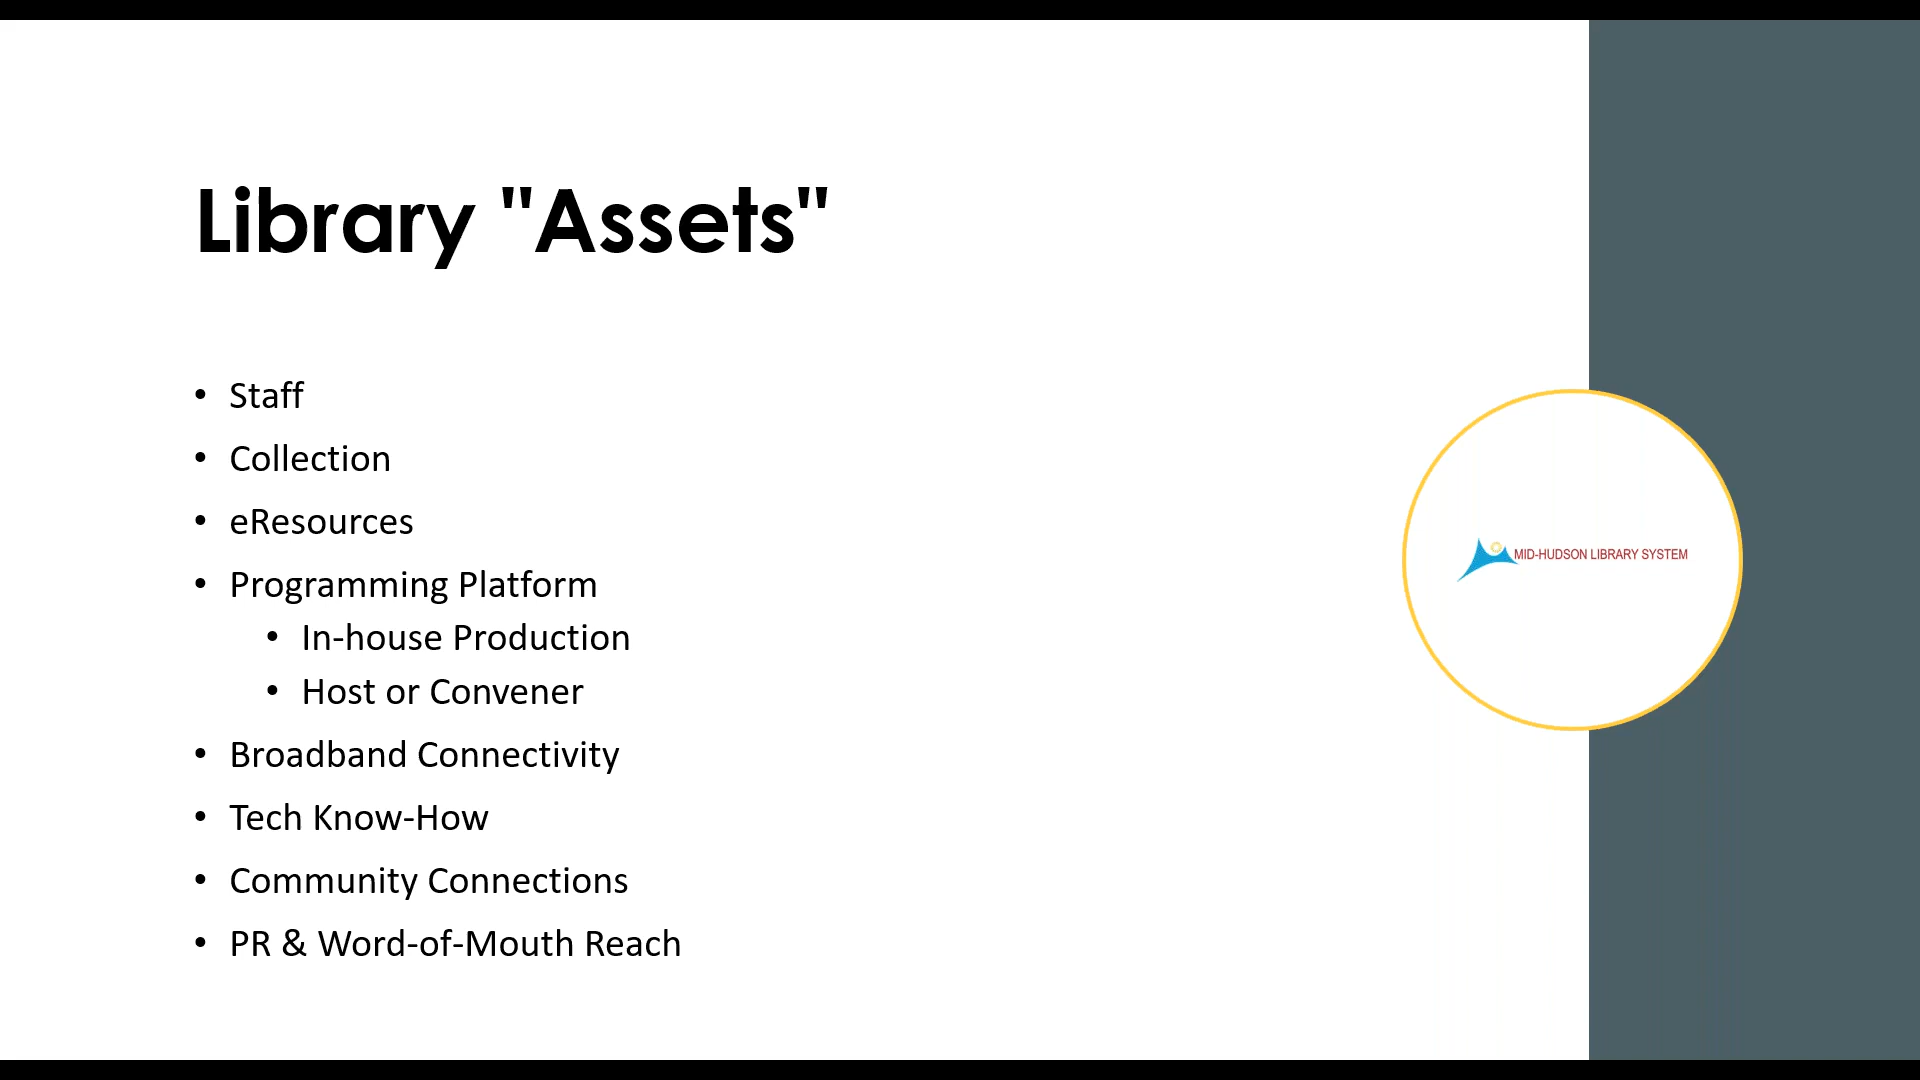 Library "Assets"
• Staff
• Collection
• eResources
• Programming Platform
• In-house Production
• Host or Convener
• Broadband Connectivity
• Tech Know-How
• Community Connections
• PR & Word-of-Mouth Reach
MID-HUDSON LIBRARY SYSTEM